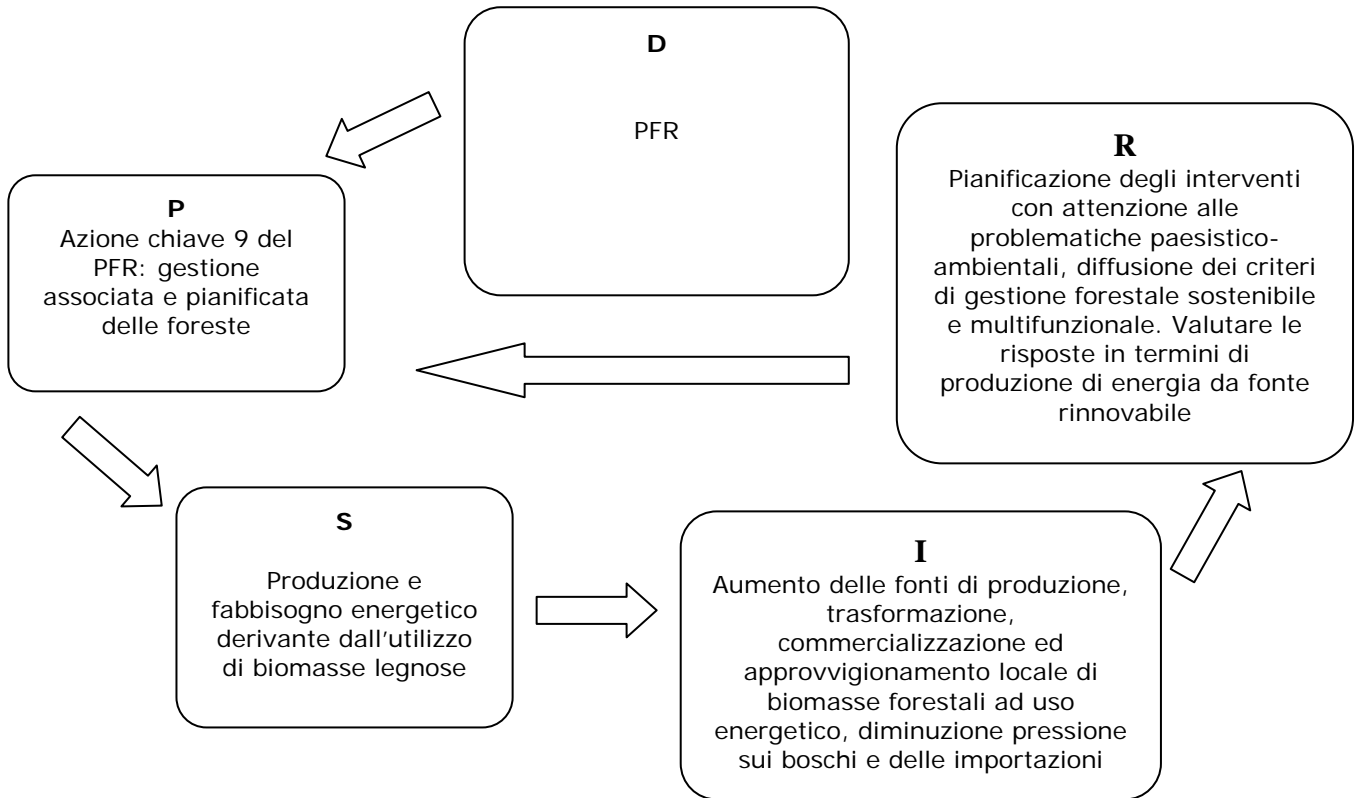 D
PFR
P
Azione chiave 9 del
PFR: gestione
associata e pianificata
delle foreste
S
Produzione e
fabbisogno energetico
derivante dall'utilizzo
di biomasse legnose
I
Aumento delle fonti di produzione,
trasformazione,
commercializzazione ed
approvvigionamento locale di
biomasse forestali ad uso
energetico, diminuzione pressione
sui boschi e delle importazioni
R
Pianificazione degli interventi
con attenzione alle
problematiche paesistico-
ambientali, diffusione dei criteri
di gestione forestale sostenibile
e multifunzionale. Valutare le
risposte in termini di
produzione di energia da fonte
rinnovabile